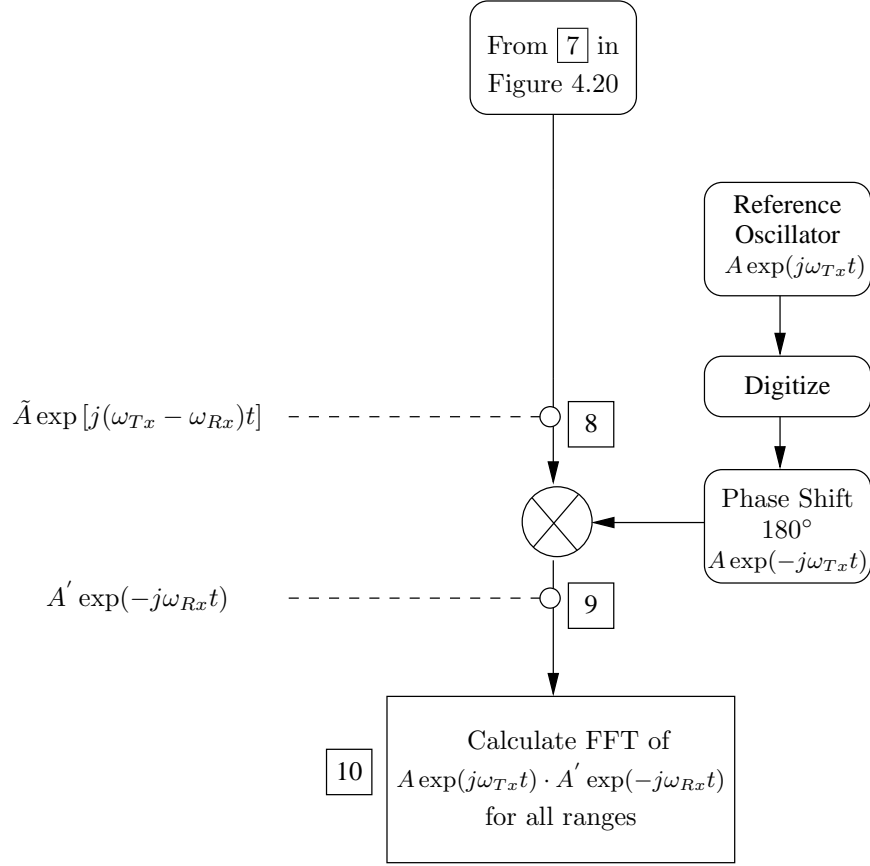 From 7 in
Figure 4.20
Reference
Oscillator
A exp(jω_{Tx}t)
Digitize
Ã exp [j(ω_{Tx} − ω_{Rx})t]
8
Phase Shift
180°
A exp(−jω_{Tx}t)
A′ exp(−jω_{Rx}t)
9
10
Calculate FFT of
A exp(jω_{Tx}t) · A′ exp(−jω_{Rx}t)
for all ranges